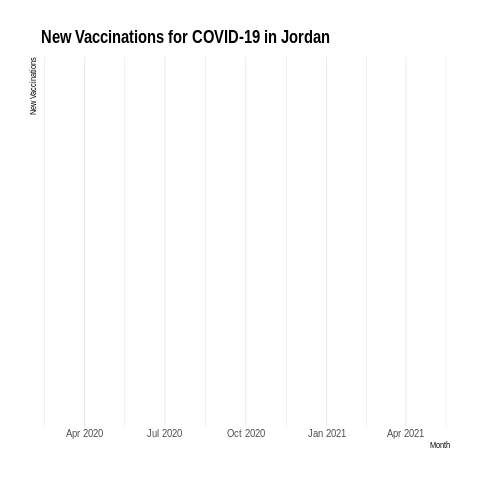 New Vaccinations for COVID-19 in Jordan
New Vaccinations
Apr 2020
Jul 2020
Oct 2020
Jan 2021
Apr 2021
Month